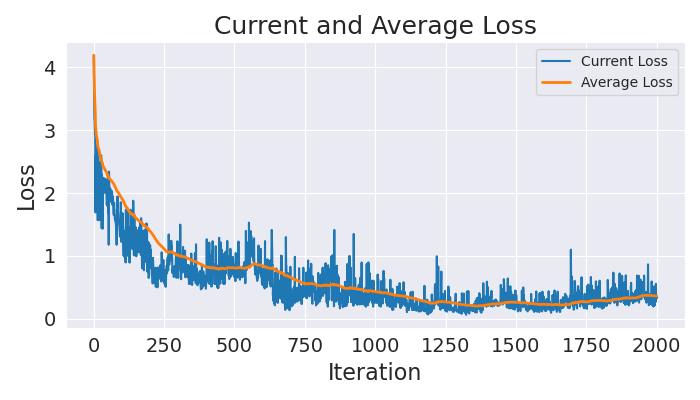 Current and Average Loss
Current Loss
Average Loss
4
3
2
1
0
Loss
0 250 500 750 1000 1250 1500 1750 2000
Iteration